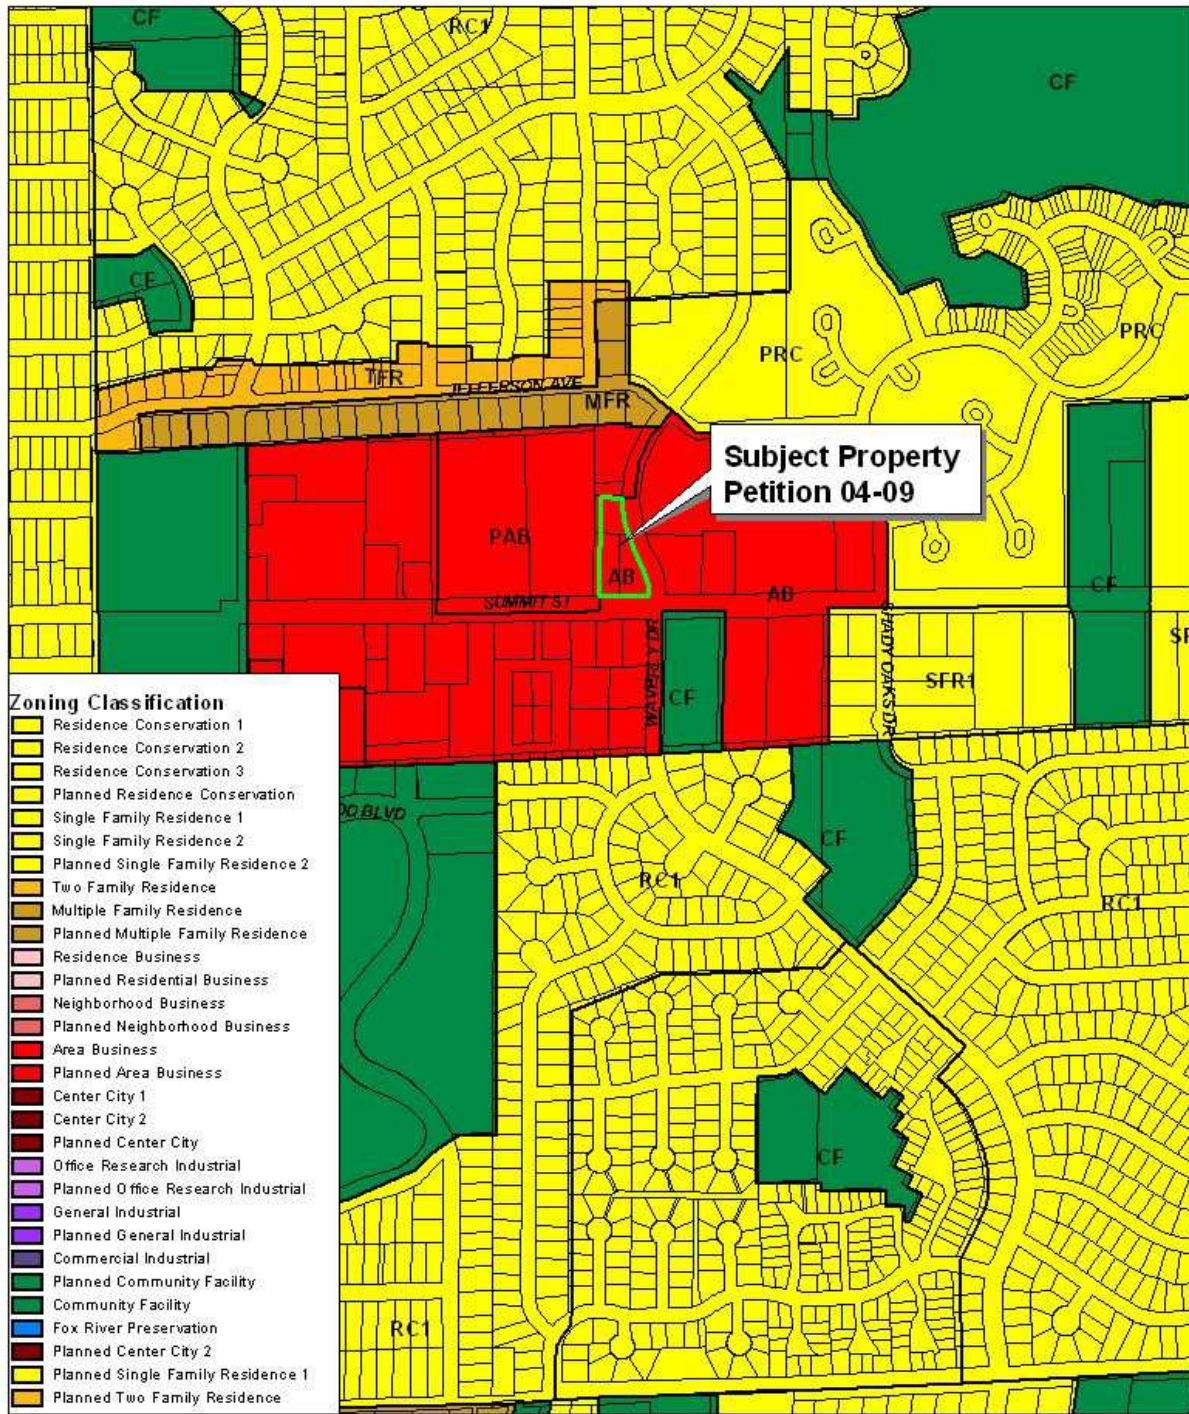 CF
RC1
CF
CF
PRC
PRC
TFR
JEFFERSON AVE
MFR
Subject Property
Petition 04-09
PAB
AB
AB
CF
SUMMIT ST
WAVERLY DR
CF
SHADY OAKS DR
SFR1
SF
OD BLVD
CF
RC1
RC1
CF
RC1
Zoning Classification
Residence Conservation 1
Residence Conservation 2
Residence Conservation 3
Planned Residence Conservation
Single Family Residence 1
Single Family Residence 2
Planned Single Family Residence 2
Two Family Residence
Multiple Family Residence
Planned Multiple Family Residence
Residence Business
Planned Residential Business
Neighborhood Business
Planned Neighborhood Business
Area Business
Planned Area Business
Center City 1
Center City 2
Planned Center City
Office Research Industrial
Planned Office Research Industrial
General Industrial
Planned General Industrial
Commercial Industrial
Planned Community Facility
Community Facility
Fox River Preservation
Planned Center City 2
Planned Single Family Residence 1
Planned Two Family Residence